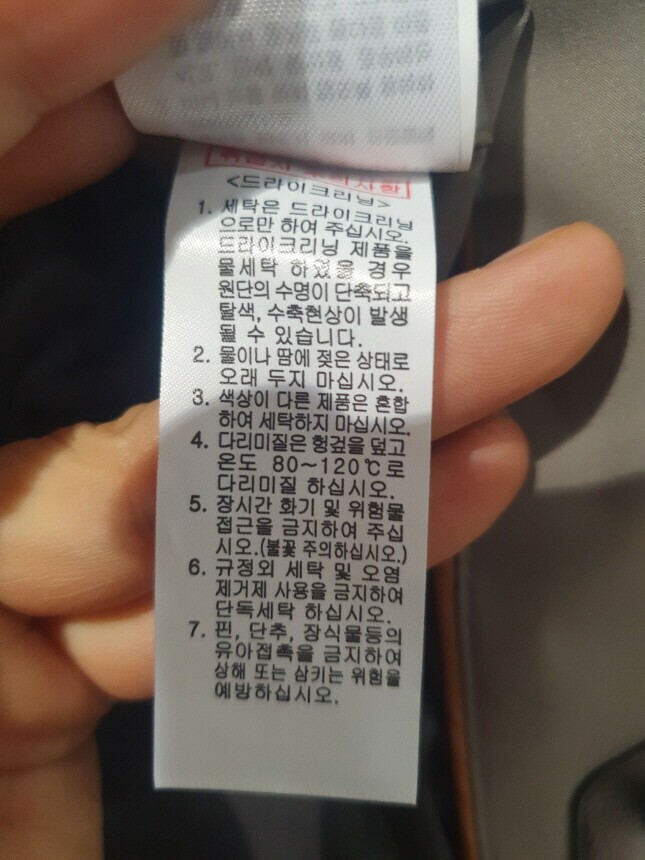 <드라이크리닝>
1. 세탁은 드라이크리닝
으로만 하여 주십시오.
드라이크리닝 제품을
물세탁 하였을 경우
원단의 수명이 단축되고
탈색, 수축현상이 발생
될 수 있습니다.
2. 물이나 땀에 젖은 상태로
오래 두지 마십시오.
3. 색상이 다른 제품은 혼합
하여 세탁하지 마십시오.
4. 다리미질은 헝겊을 덮고
온도 80~120℃로
다리미질 하십시오.
5. 장시간 화기 및 위험물
접근을 금지하여 주십
시오.(불꽃 주의하십시오.)
6. 규정외 세탁 및 오염
제거제 사용을 금지하여
단독세탁 하십시오.
7. 핀, 단추, 장식물등의
유아접촉을 금지하여
상해 또는 삼키는 위험을
예방하십시오.